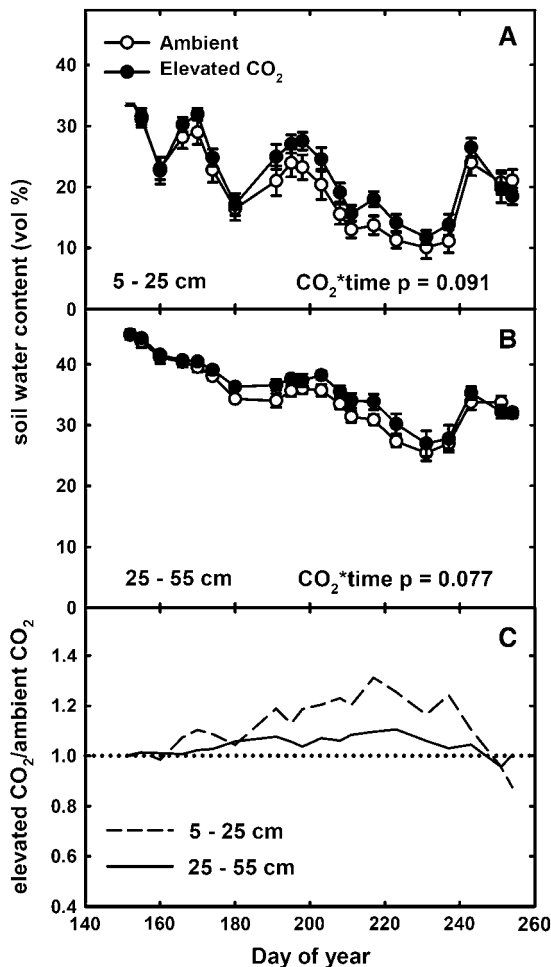 A
Ambient
Elevated CO₂
40
30
20
10
0
5 - 25 cm
CO₂*time p = 0.091
B
40
30
20
10
0
25 - 55 cm
CO₂*time p = 0.077
soil water content (vol %)
C
1.4
1.2
1.0
0.8
0.6
0.4
5 - 25 cm
25 - 55 cm
elevated CO₂/ambient CO₂
140 160 180 200 220 240 260
Day of year